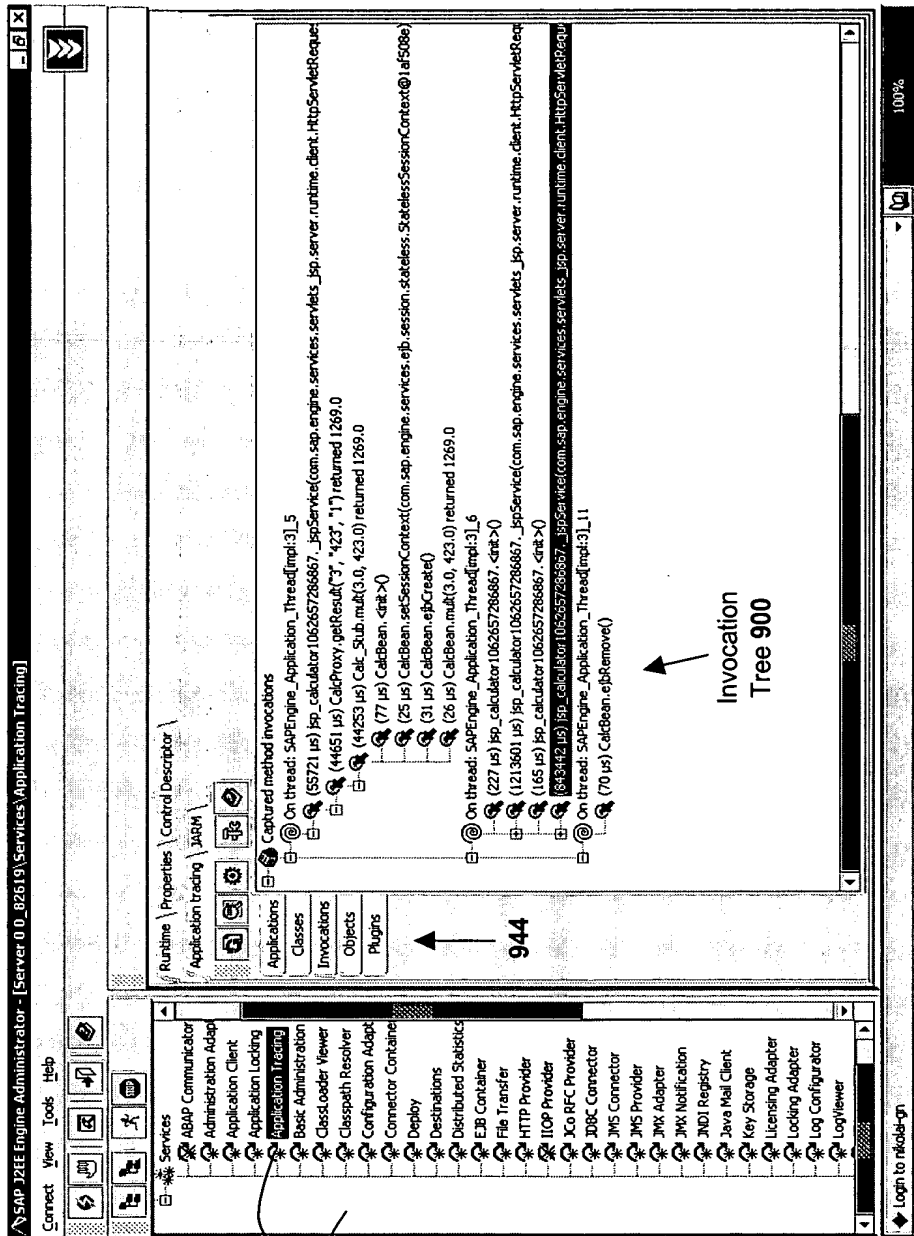 SAP J2EE Engine Administrator - [Server 0 0_82619\Services\Application Tracing]
Connect View Tools Help
STOP
Services
ABAP Communicator
Administration Adap
Application Client
Application Locking
Application Tracing
Basic Administration
ClassLoader Viewer
Classpath Resolver
Configuration Adapt
Connector Container
Deploy
Destinations
Distributed Statistics
EJB Container
File Transfer
HTTP Provider
IIOP Provider
JCo RFC Provider
JDBC Connector
JMS Connector
JMS Provider
JMX Adapter
JMX Notification
JNDI Registry
Java Mail Client
Key Storage
Licensing Adapter
Locking Adapter
Log Configurator
LogViewer
Runtime Properties Control Descriptor
Application tracing JARM
Applications
Classes
Invocations
Objects
Plugins
944
Captured method invocations
On thread: SAPEngine_Application_Thread[impl:3]_5
(55721 µs) jsp_calculator1062657286867._jspService(com.sap.engine.services.servlets_jsp.server.runtime.client.HttpServletReques
(44651 µs) CalcProxy.getResult("3", "423", "1") returned 1269.0
(44253 µs) Calc_Stub.mult(3.0, 423.0) returned 1269.0
(77 µs) CalcBean.<init>()
(25 µs) CalcBean.setSessionContext(com.sap.engine.services.ejb.session.stateless.StatelessSessionContext@1af508e)
(31 µs) CalcBean.ejbCreate()
(26 µs) CalcBean.mult(3.0, 423.0) returned 1269.0
On thread: SAPEngine_Application_Thread[impl:3]_6
(227 µs) jsp_calculator1062657286867.<init>()
(1213601 µs) jsp_calculator1062657286867._jspService(com.sap.engine.services.servlets_jsp.server.runtime.client.HttpServletReq
(165 µs) jsp_calculator1062657286867.<init>()
(843442 µs) jsp_calculator1062657286867._jspService(com.sap.engine.services.servlets_jsp.server.runtime.client.HttpServletReque
On thread: SAPEngine_Application_Thread[impl:3]_11
(70 µs) CalcBean.ejbRemove()
Invocation
Tree 900
Login to nikolai-gn
100%